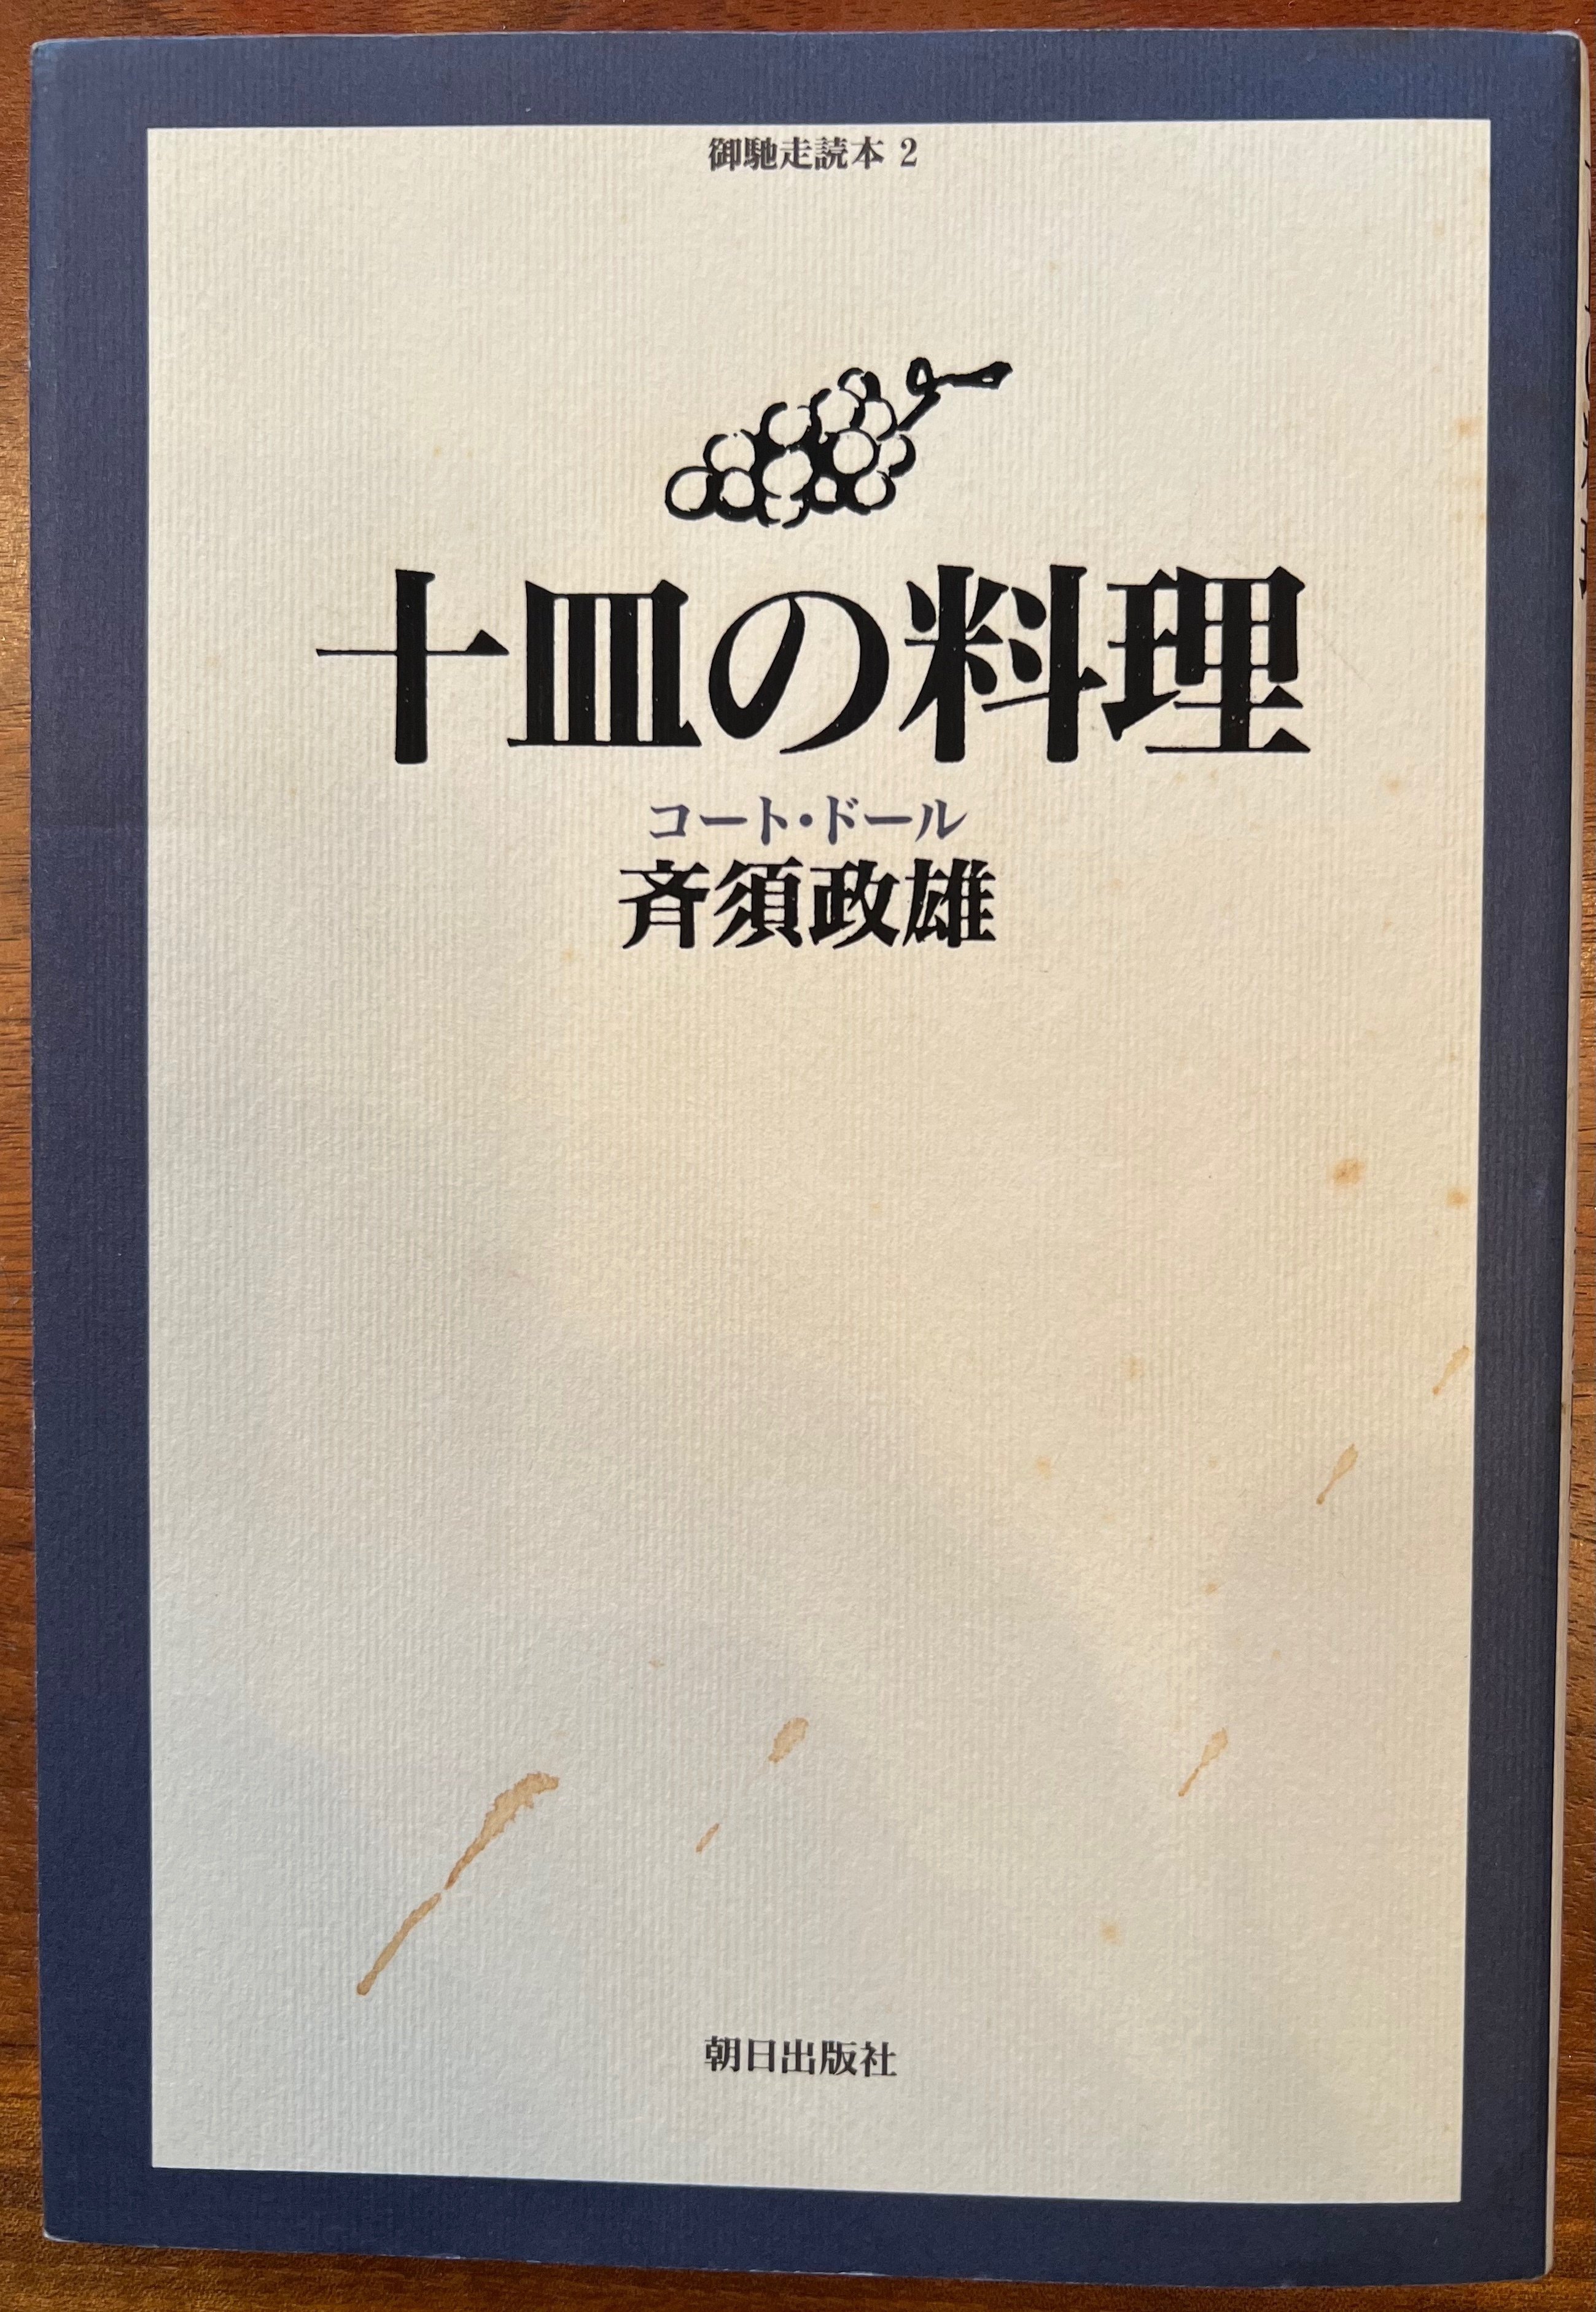 御馳走読本 2
十皿の料理
コート・ドール
斉須政雄
朝日出版社